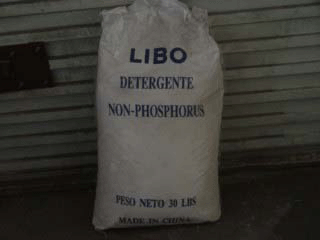 LIBO
DETERGENTE
NON-PHOSPHORUS
PESO NETO 30 LBS
MADE IN CHINA